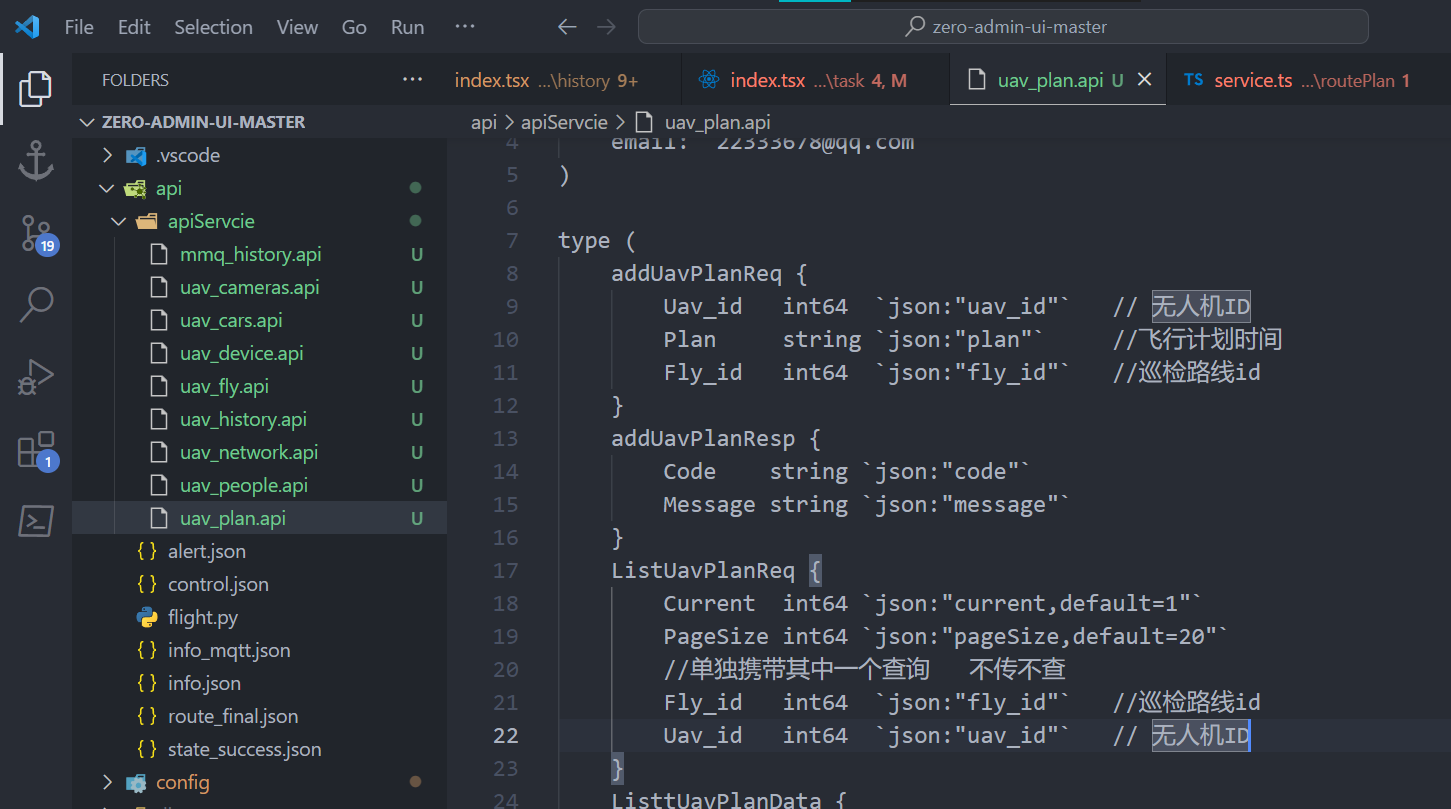 File Edit Selection View Go Run ··· ← → zero-admin-ui-master
FOLDERS ···
index.tsx ...\history 9+
index.tsx ...\task 4, M
uav_plan.api U ×
TS service.ts ...\routePlan 1
ZERO-ADMIN-UI-MASTER
.vscode
api
apiServcie
mmq_history.api U
uav_cameras.api U
uav_cars.api U
uav_device.api U
uav_fly.api U
uav_history.api U
uav_network.api U
uav_people.api U
uav_plan.api U
{} alert.json
{} control.json
flight.py
{} info_mqtt.json
{} info.json
{} route_final.json
{} state_success.json
config
19
1
api > apiServcie > uav_plan.api
4 email: "22333678@qq.com
5 )
6
7 type (
8 addUavPlanReq {
9 Uav_id int64 `json:"uav_id"` // 无人机ID
10 Plan string `json:"plan"` //飞行计划时间
11 Fly_id int64 `json:"fly_id"` //巡检路线id
12 }
13 addUavPlanResp {
14 Code string `json:"code"`
15 Message string `json:"message"`
16 }
17 ListUavPlanReq {
18 Current int64 `json:"current,default=1"`
19 PageSize int64 `json:"pageSize,default=20"`
20 //单独携带其中一个查询 不传不查
21 Fly_id int64 `json:"fly_id"` //巡检路线id
22 Uav_id int64 `json:"uav_id"` // 无人机ID
23 }
24 ListtUavPlanData {